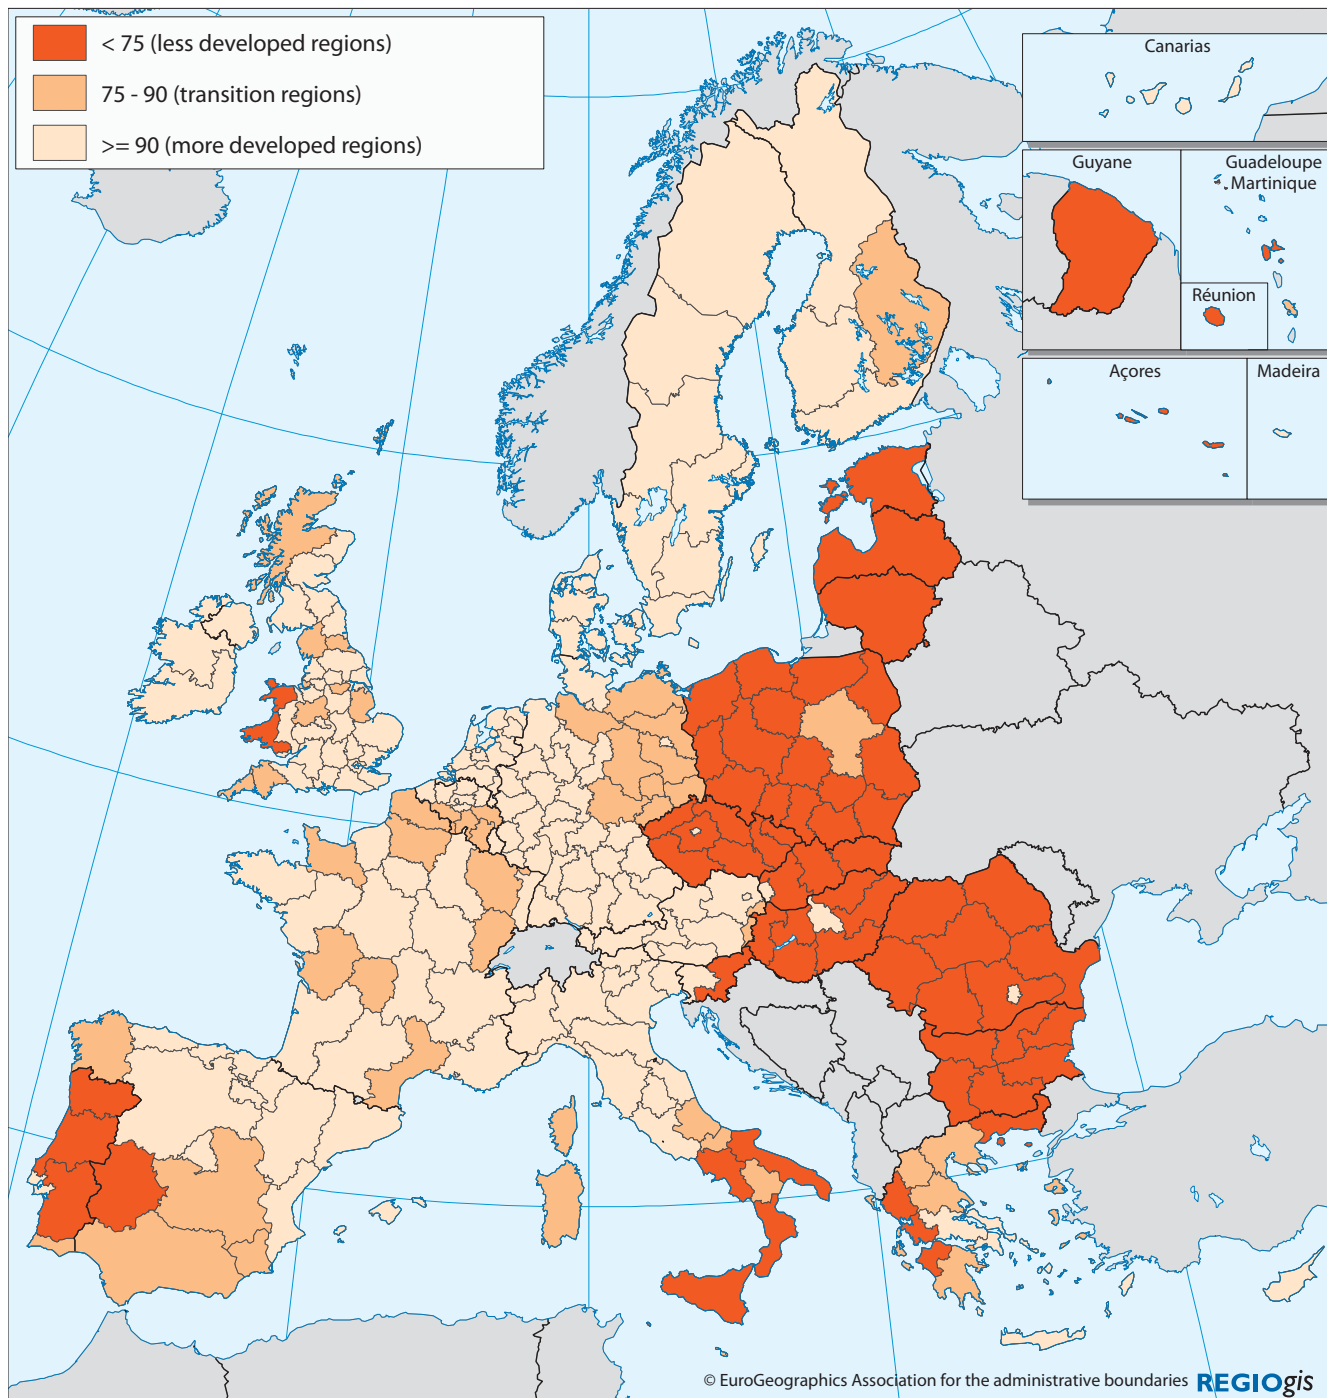 < 75 (less developed regions)
75 - 90 (transition regions)
>= 90 (more developed regions)
Canarias
Guyane
Guadeloupe
Martinique
Réunion
Açores
Madeira
© EuroGeographics Association for the administrative boundaries REGIOgis